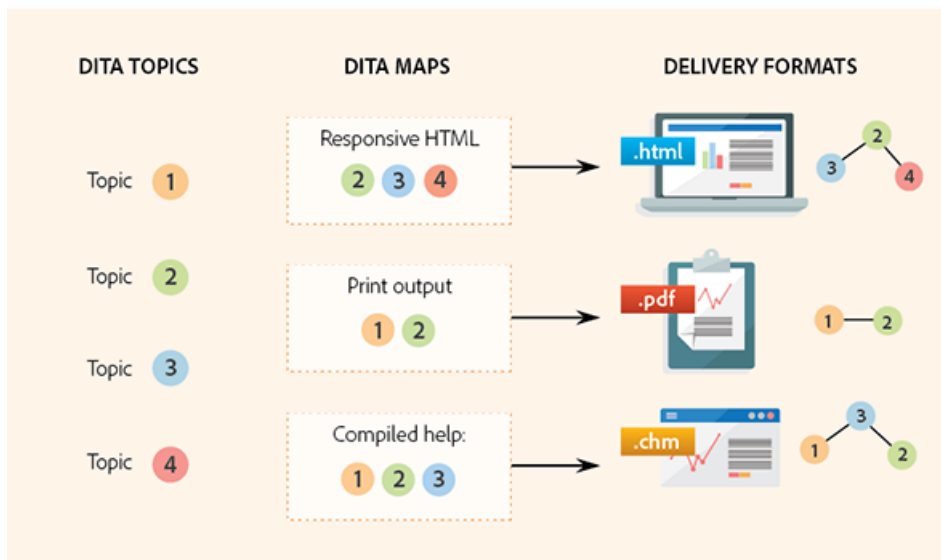 DITA TOPICS
DITA MAPS
DELIVERY FORMATS
Topic 1
Topic 2
Topic 3
Topic 4
Responsive HTML
2 3 4
Print output
1 2
Compiled help:
1 2 3
.html
2
3
4
.pdf
1 2
.chm
3
1
2